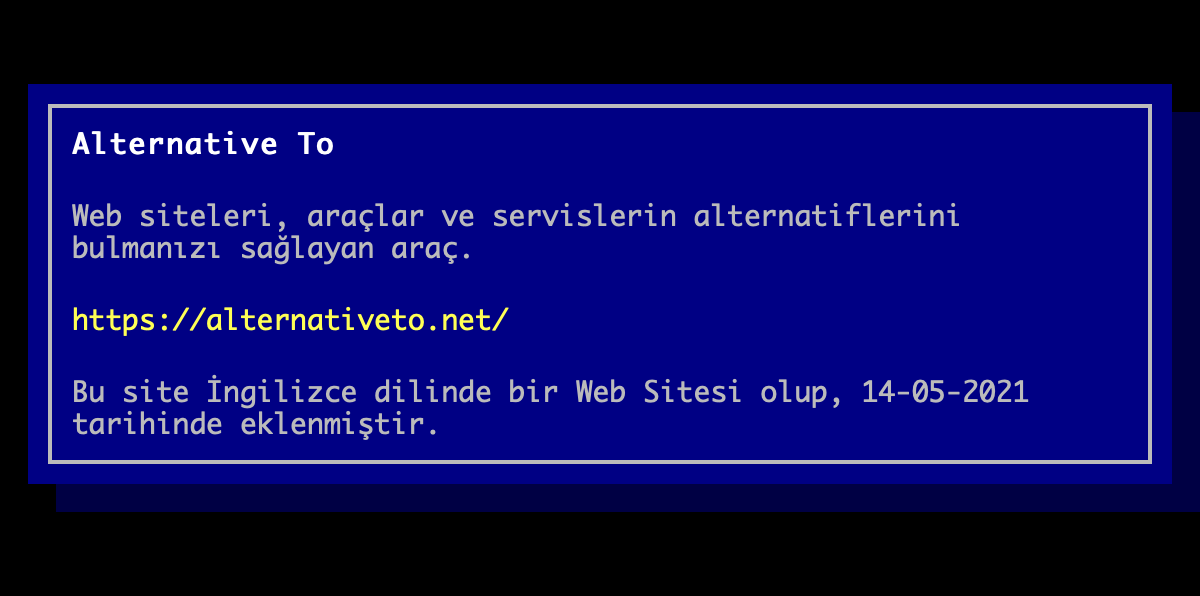 Alternative To
Web siteleri, araçlar ve servislerin alternatiflerini
bulmanızı sağlayan araç.
https://alternativeto.net/
Bu site İngilizce dilinde bir Web Sitesi olup, 14-05-2021
tarihinde eklenmiştir.